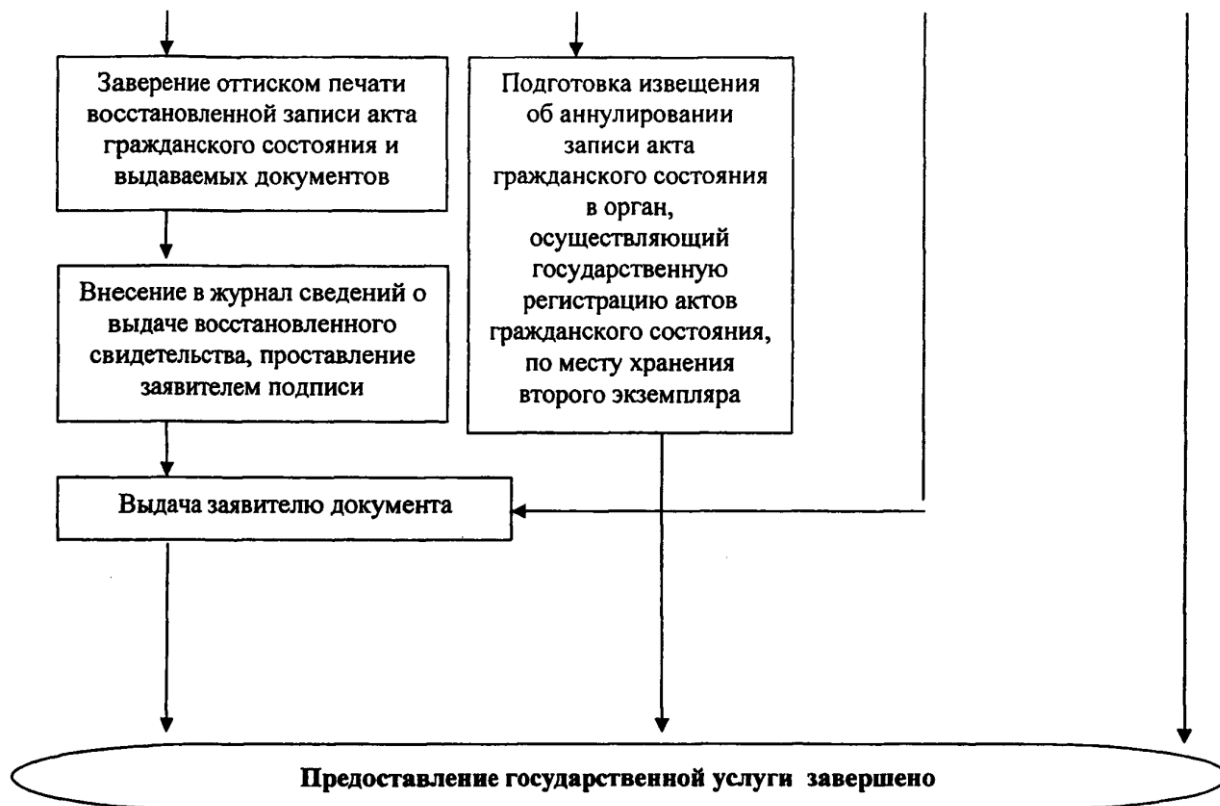 Заверение оттиском печати
восстановленной записи акта
гражданского состояния и
выдаваемых документов
Внесение в журнал сведений о
выдаче восстановленного
свидетельства, проставление
заявителем подписи
Выдача заявителю документа
Подготовка извещения
об аннулировании
записи акта
гражданского состояния
в орган,
осуществляющий
государственную
регистрацию актов
гражданского состояния,
по месту хранения
второго экземпляра
Предоставление государственной услуги завершено